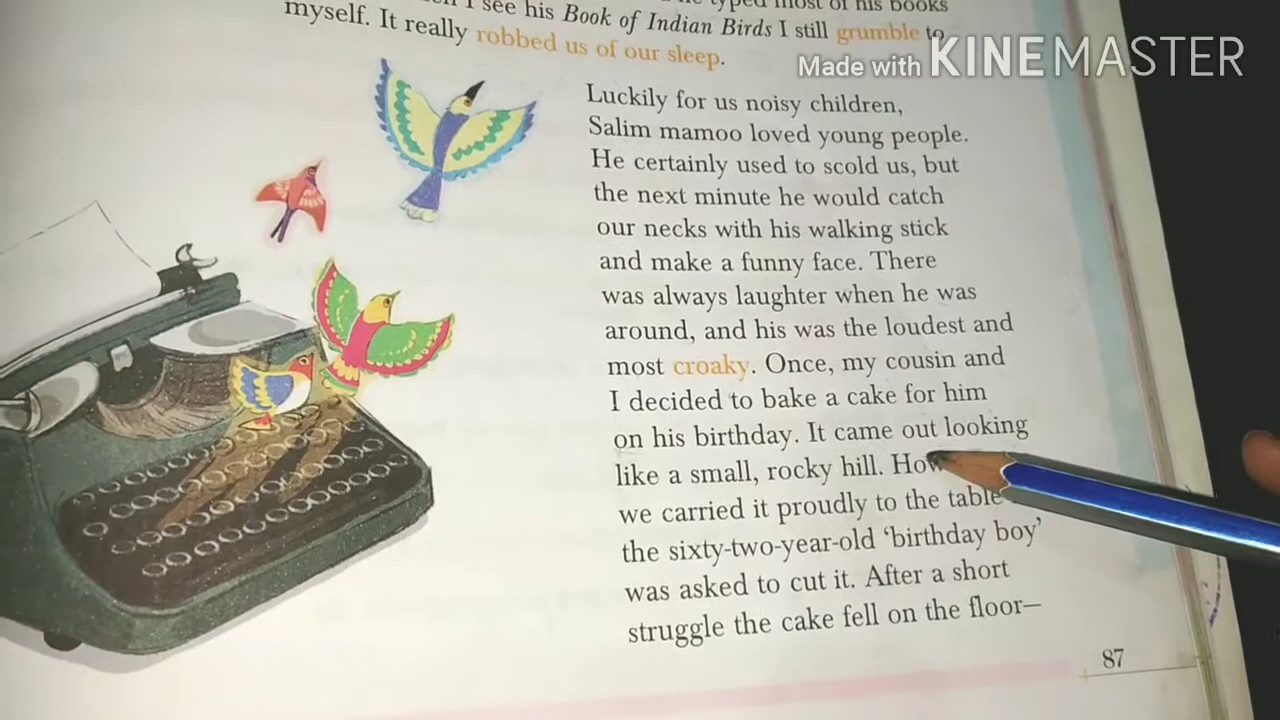 I see his Book of Indian Birds I still grumble to
myself. It really robbed us of our sleep.
Made with KINEMASTER
Luckily for us noisy children,
Salim mamoo loved young people.
He certainly used to scold us, but
the next minute he would catch
our necks with his walking stick
and make a funny face. There
was always laughter when he was
around, and his was the loudest and
most croaky. Once, my cousin and
I decided to bake a cake for him
on his birthday. It came out looking
like a small, rocky hill.
we carried it proudly to the table
the sixty-two-year-old ‘birthday boy’
was asked to cut it. After a short
struggle the cake fell on the floor—
87